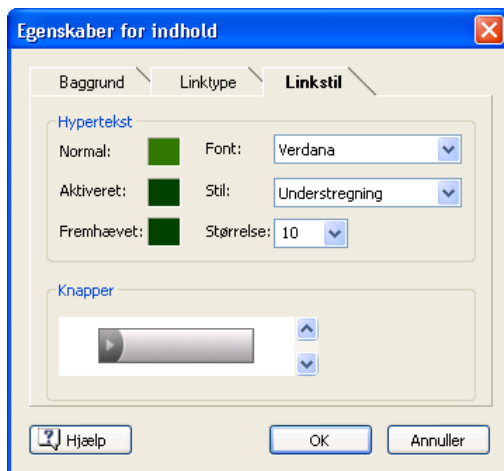 Egenskaber for indhold
Baggrund Linktype Linkstil
Hypertekst
Normal: Font: Verdana
Aktiveret: Stil: Understregning
Fremhævet: Størrelse: 10
Knapper
Hjælp OK Annuller